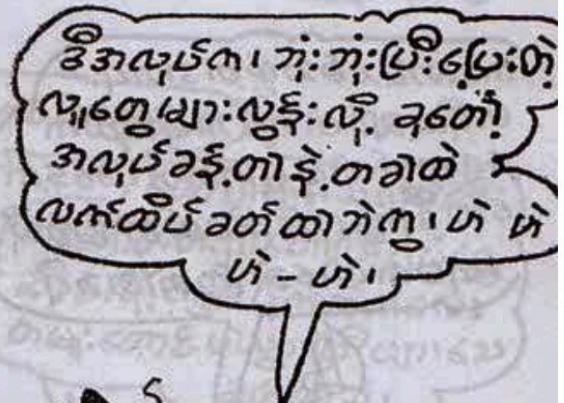 ဒီအလုပ်က၊ ဘုံးဘုံးပြီးပြေးတဲ့
လူတွေများလွန်းလို့ ခုတော့
အလုပ်ခန့်တာနဲ့တခါထဲ
လက်ထိပ်ခတ်ထာဘဲကွ၊ ဟဲ ဟဲ
ဟဲ - ဟဲ၊